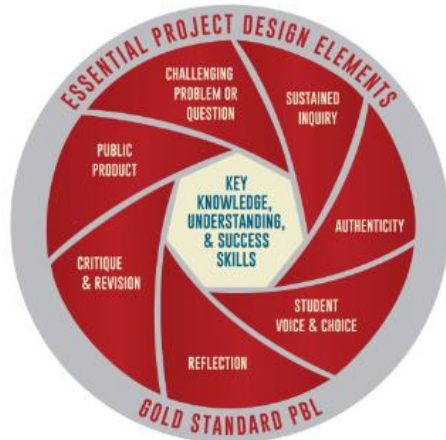 ESSENTIAL PROJECT DESIGN ELEMENTS
CHALLENGING
PROBLEM OR
QUESTION
SUSTAINED
INQUIRY
AUTHENTICITY
STUDENT
VOICE & CHOICE
REFLECTION
CRITIQUE
& REVISION
PUBLIC
PRODUCT
KEY
KNOWLEDGE,
UNDERSTANDING,
& SUCCESS
SKILLS
GOLD STANDARD PBL